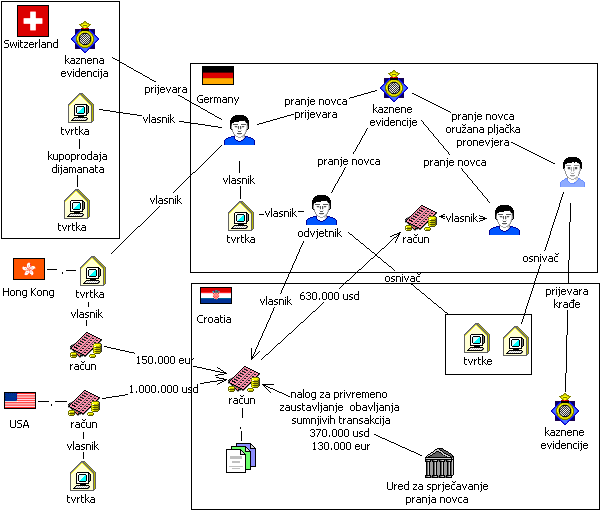 Switzerland
kaznena
evidencija
prijevara
tvrtka
vlasnik
kupoprodaja
dijamanata
tvrtka
Germany
pranje novca
prijevara
kaznene
evidencije
pranje novca
oružana pljačka
pronevjera
pranje novca
pranje novca
vlasnik
vlasnik
tvrtka
vlasnik
odvjetnik
račun
vlasnik
osnivač
osnivač
Hong Kong
tvrtka
vlasnik
račun
150.000 eur
1.000.000 usd
USA
račun
vlasnik
tvrtka
Croatia
vlasnik
630.000 usd
račun
tvrtke
prijevara
krađe
kaznene
evidencije
nalog za privremeno
zaustavljanje obavljanja
sumnjivih transakcija
370.000 usd
130.000 eur
Ured za sprječavanje
pranja novca